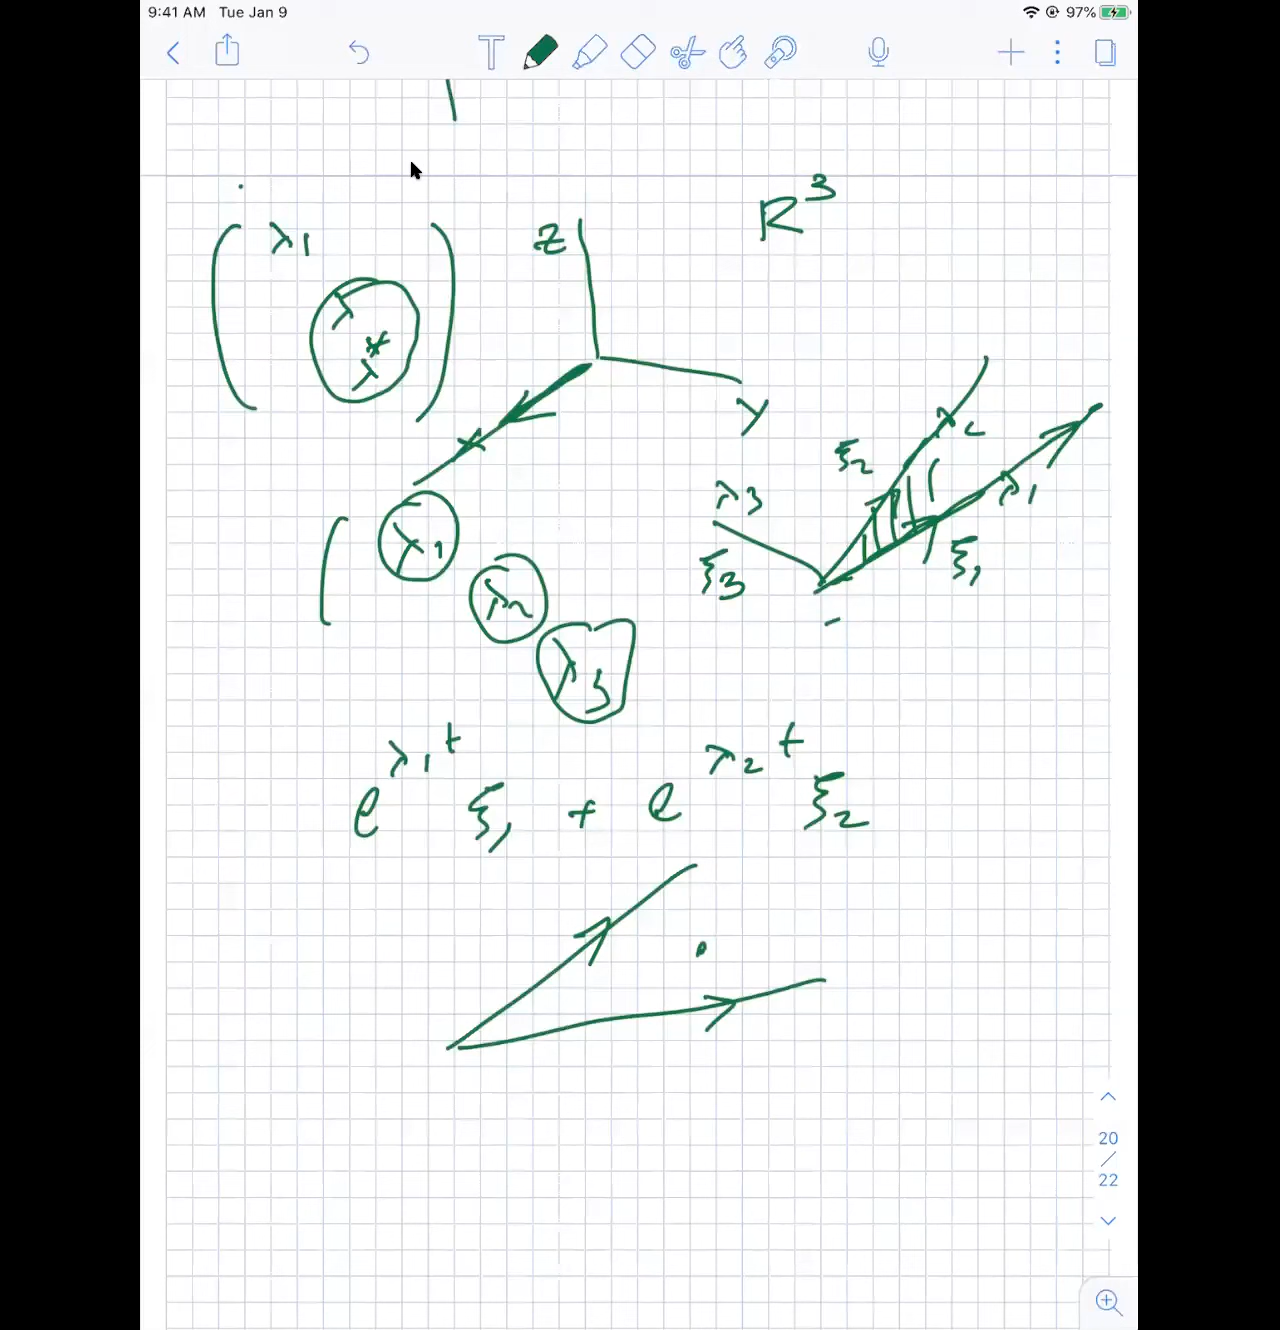 9:41 AM Tue Jan 9 97%
T
R³
λ₁
z
λ
*
λ
y
ξ₂
λ₂
λ₃
λ₁
λ₁
ξ₁
ξ₃
λ₂
λ₃
e^{λ₁t} ξ₁ + e^{λ₂t} ξ₂
20
/
22